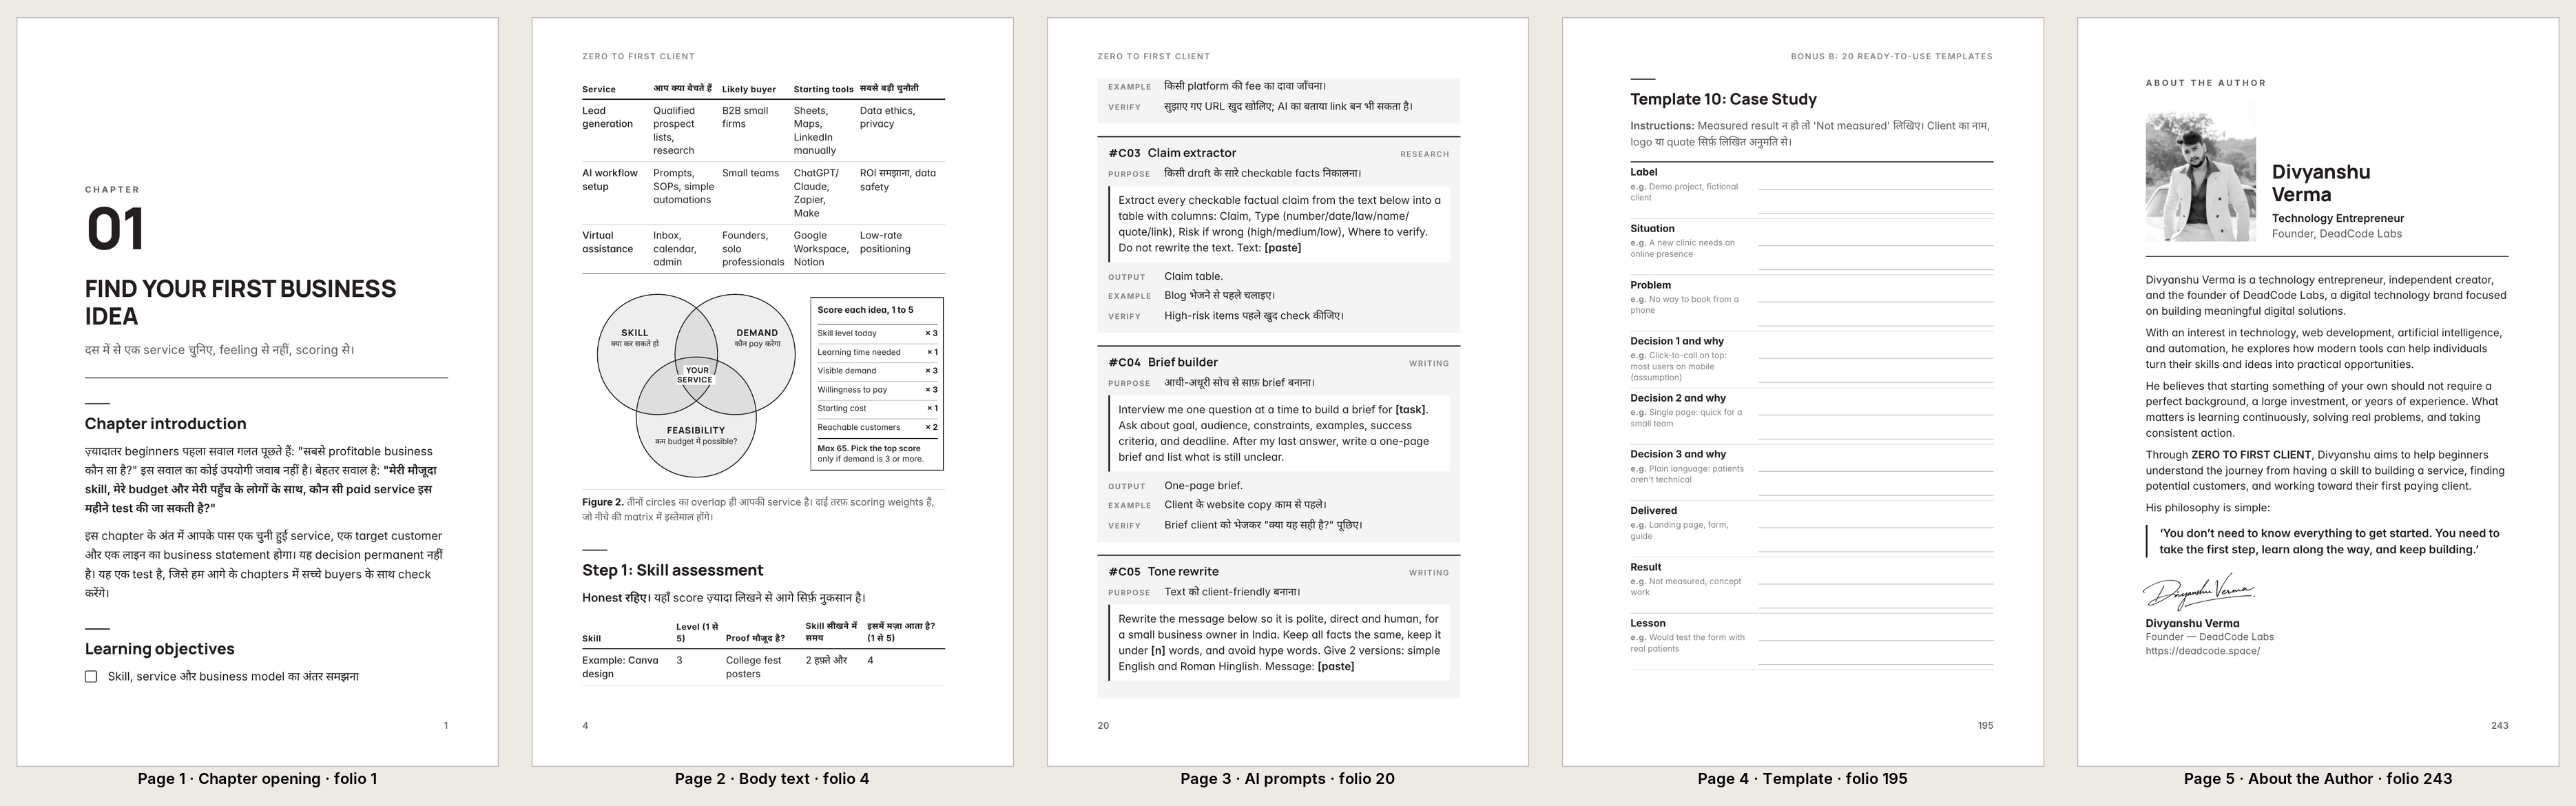 CHAPTER
01
FIND YOUR FIRST BUSINESS
IDEA
दस में से एक service चुनिए, feeling से नहीं, scoring से।
Chapter introduction
ज़्यादातर beginners पहला सवाल गलत पूछते हैं: "सबसे profitable business
कौन सा है?" इस सवाल का कोई उपयोगी जवाब नहीं है। बेहतर सवाल है: "मेरी मौजूदा
skill, मेरे budget और मेरी पहुँच के लोगों के साथ, कौन सी paid service इस
महीने test की जा सकती है?"
इस chapter के अंत में आपके पास एक चुनी हुई service, एक target customer
और एक लाइन का business statement होगा। यह decision permanent नहीं
है। यह एक test है, जिसे हम आगे के chapters में सच्चे buyers के साथ check
करेंगे।
Learning objectives
Skill, service और business model का अंतर समझना
1
Page 1 · Chapter opening · folio 1
ZERO TO FIRST CLIENT
Service आप क्या बेचते हैं Likely buyer Starting tools सबसे बड़ी चुनौती
Lead Qualified B2B small Sheets, Data ethics,
generation prospect firms Maps, privacy
lists, LinkedIn
research manually
AI workflow Prompts, Small teams ChatGPT/ ROI समझाना, data
setup SOPs, simple Claude, safety
automations Zapier,
Make
Virtual Inbox, Founders, Google Low-rate
assistance calendar, solo Workspace, positioning
admin professionals Notion
SKILL
क्या कर सकते हो
DEMAND
कौन pay करेगा
YOUR
SERVICE
FEASIBILITY
कम budget में possible?
Score each idea, 1 to 5
Skill level today × 3
Learning time needed × 1
Visible demand × 3
Willingness to pay × 3
Starting cost × 1
Reachable customers × 2
Max 65. Pick the top score
only if demand is 3 or more.
Figure 2. तीनों circles का overlap ही आपकी service है। दाईं तरफ़ scoring weights हैं,
जो नीचे की matrix में इस्तेमाल होंगे।
Step 1: Skill assessment
Honest रहिए। यहाँ score ज़्यादा लिखने से आगे सिर्फ़ नुकसान है।
Level (1 से Skill सीखने में इसमें मज़ा आता है?
Skill 5) Proof मौजूद है? समय (1 से 5)
Example: Canva 3 College fest 2 हफ़्ते और 4
design posters
4
Page 2 · Body text · folio 4
ZERO TO FIRST CLIENT
EXAMPLE किसी platform की fee का दावा जाँचना।
VERIFY सुझाए गए URL खुद खोलिए; AI का बताया link बन भी सकता है।
#C03 Claim extractor RESEARCH
PURPOSE किसी draft के सारे checkable facts निकालना।
Extract every checkable factual claim from the text below into a
table with columns: Claim, Type (number/date/law/name/
quote/link), Risk if wrong (high/medium/low), Where to verify.
Do not rewrite the text. Text: [paste]
OUTPUT Claim table.
EXAMPLE Blog भेजने से पहले चलाइए।
VERIFY High-risk items पहले खुद check कीजिए।
#C04 Brief builder WRITING
PURPOSE आधी-अधूरी सोच से साफ़ brief बनाना।
Interview me one question at a time to build a brief for [task].
Ask about goal, audience, constraints, examples, success
criteria, and deadline. After my last answer, write a one-page
brief and list what is still unclear.
OUTPUT One-page brief.
EXAMPLE Client के website copy काम से पहले।
VERIFY Brief client को भेजकर "क्या यह सही है?" पूछिए।
#C05 Tone rewrite WRITING
PURPOSE Text को client-friendly बनाना।
Rewrite the message below so it is polite, direct and human, for
a small business owner in India. Keep all facts the same, keep it
under [n] words, and avoid hype words. Give 2 versions: simple
English and Roman Hinglish. Message: [paste]
20
Page 3 · AI prompts · folio 20
BONUS B: 20 READY-TO-USE TEMPLATES
Template 10: Case Study
Instructions: Measured result न हो तो 'Not measured' लिखिए। Client का नाम,
logo या quote सिर्फ़ लिखित अनुमति से।
Label
e.g. Demo project, fictional
client
Situation
e.g. A new clinic needs an
online presence
Problem
e.g. No way to book from a
phone
Decision 1 and why
e.g. Click-to-call on top:
most users on mobile
(assumption)
Decision 2 and why
e.g. Single page: quick for a
small team
Decision 3 and why
e.g. Plain language: patients
aren't technical
Delivered
e.g. Landing page, form,
guide
Result
e.g. Not measured, concept
work
Lesson
e.g. Would test the form with
real patients
195
Page 4 · Template · folio 195
ABOUT THE AUTHOR
Divyanshu
Verma
Technology Entrepreneur
Founder, DeadCode Labs
Divyanshu Verma is a technology entrepreneur, independent creator,
and the founder of DeadCode Labs, a digital technology brand focused
on building meaningful digital solutions.
With an interest in technology, web development, artificial intelligence,
and automation, he explores how modern tools can help individuals
turn their skills and ideas into practical opportunities.
He believes that starting something of your own should not require a
perfect background, a large investment, or years of experience. What
matters is learning continuously, solving real problems, and taking
consistent action.
Through ZERO TO FIRST CLIENT, Divyanshu aims to help beginners
understand the journey from having a skill to building a service, finding
potential customers, and working toward their first paying client.
His philosophy is simple:
‘You don’t need to know everything to get started. You need to
take the first step, learn along the way, and keep building.’
Divyanshu Verma
Divyanshu Verma
Founder — DeadCode Labs
https://deadcode.space/
243
Page 5 · About the Author · folio 243